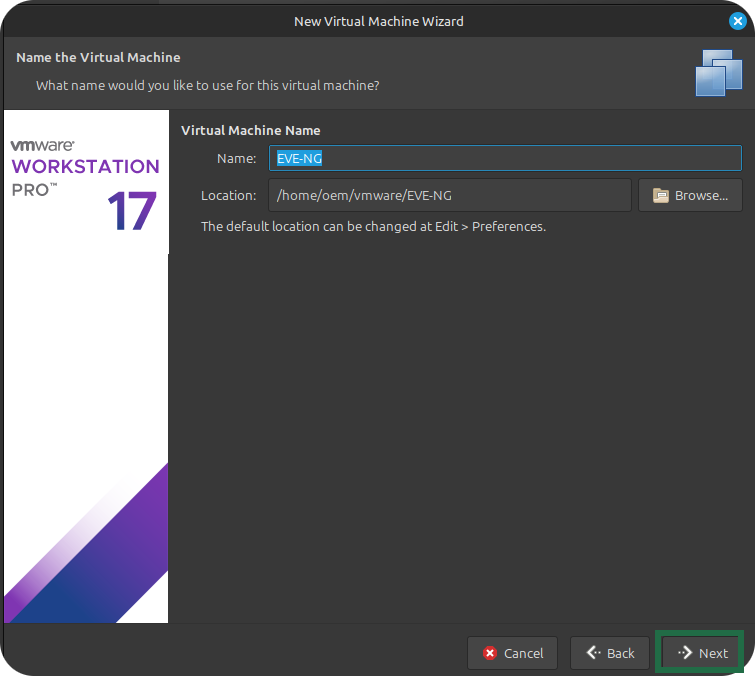 New Virtual Machine Wizard
Name the Virtual Machine
What name would you like to use for this virtual machine?
vmware®
WORKSTATION
PRO™
17
Virtual Machine Name
Name: EVE-NG
Location: /home/oem/vmware/EVE-NG Browse...
The default location can be changed at Edit > Preferences.
Cancel Back Next